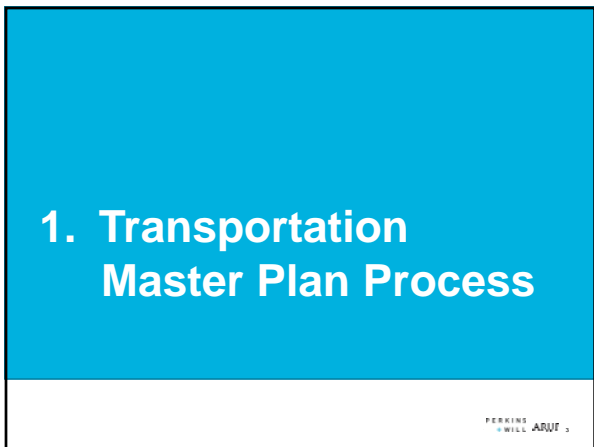 1. Transportation
Master Plan Process
PERKINS
+WILL ARUP 3